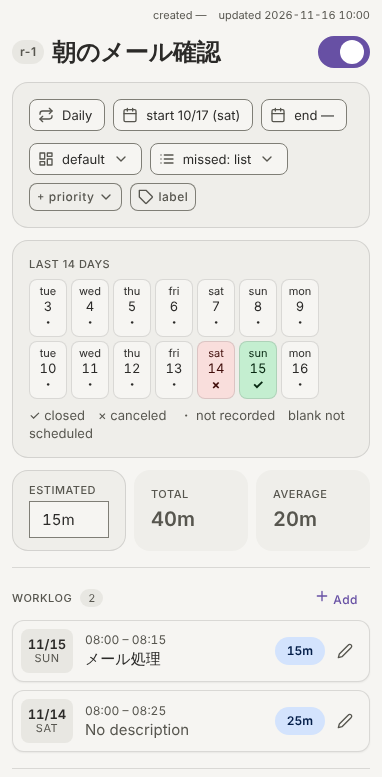 created — updated 2026-11-16 10:00
r-1 朝のメール確認
Daily start 10/17 (sat) end —
default missed: list
+ priority label
LAST 14 DAYS
tue wed thu fri sat sun mon
3 4 5 6 7 8 9
• • • • • • •
tue wed thu fri sat sun mon
10 11 12 13 14 15 16
• • • • × ✓ •
✓ closed × canceled • not recorded blank not
scheduled
ESTIMATED TOTAL AVERAGE
15m 40m 20m
WORKLOG 2 + Add
11/15 08:00 – 08:15 15m
SUN メール処理
11/14 08:00 – 08:25 25m
SAT No description